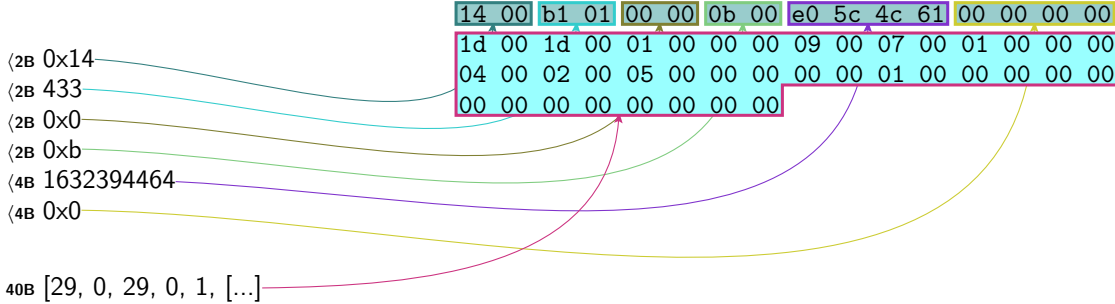 14 00 b1 01 00 00 0b 00 e0 5c 4c 61 00 00 00 00
1d 00 1d 00 01 00 00 00 09 00 07 00 01 00 00 00
04 00 02 00 05 00 00 00 00 00 01 00 00 00 00 00
00 00 00 00 00 00 00 00
⟨2B 0x14
⟨2B 433
⟨2B 0x0
⟨2B 0xb
⟨4B 1632394464
⟨4B 0x0
40B [29, 0, 29, 0, 1, [...]